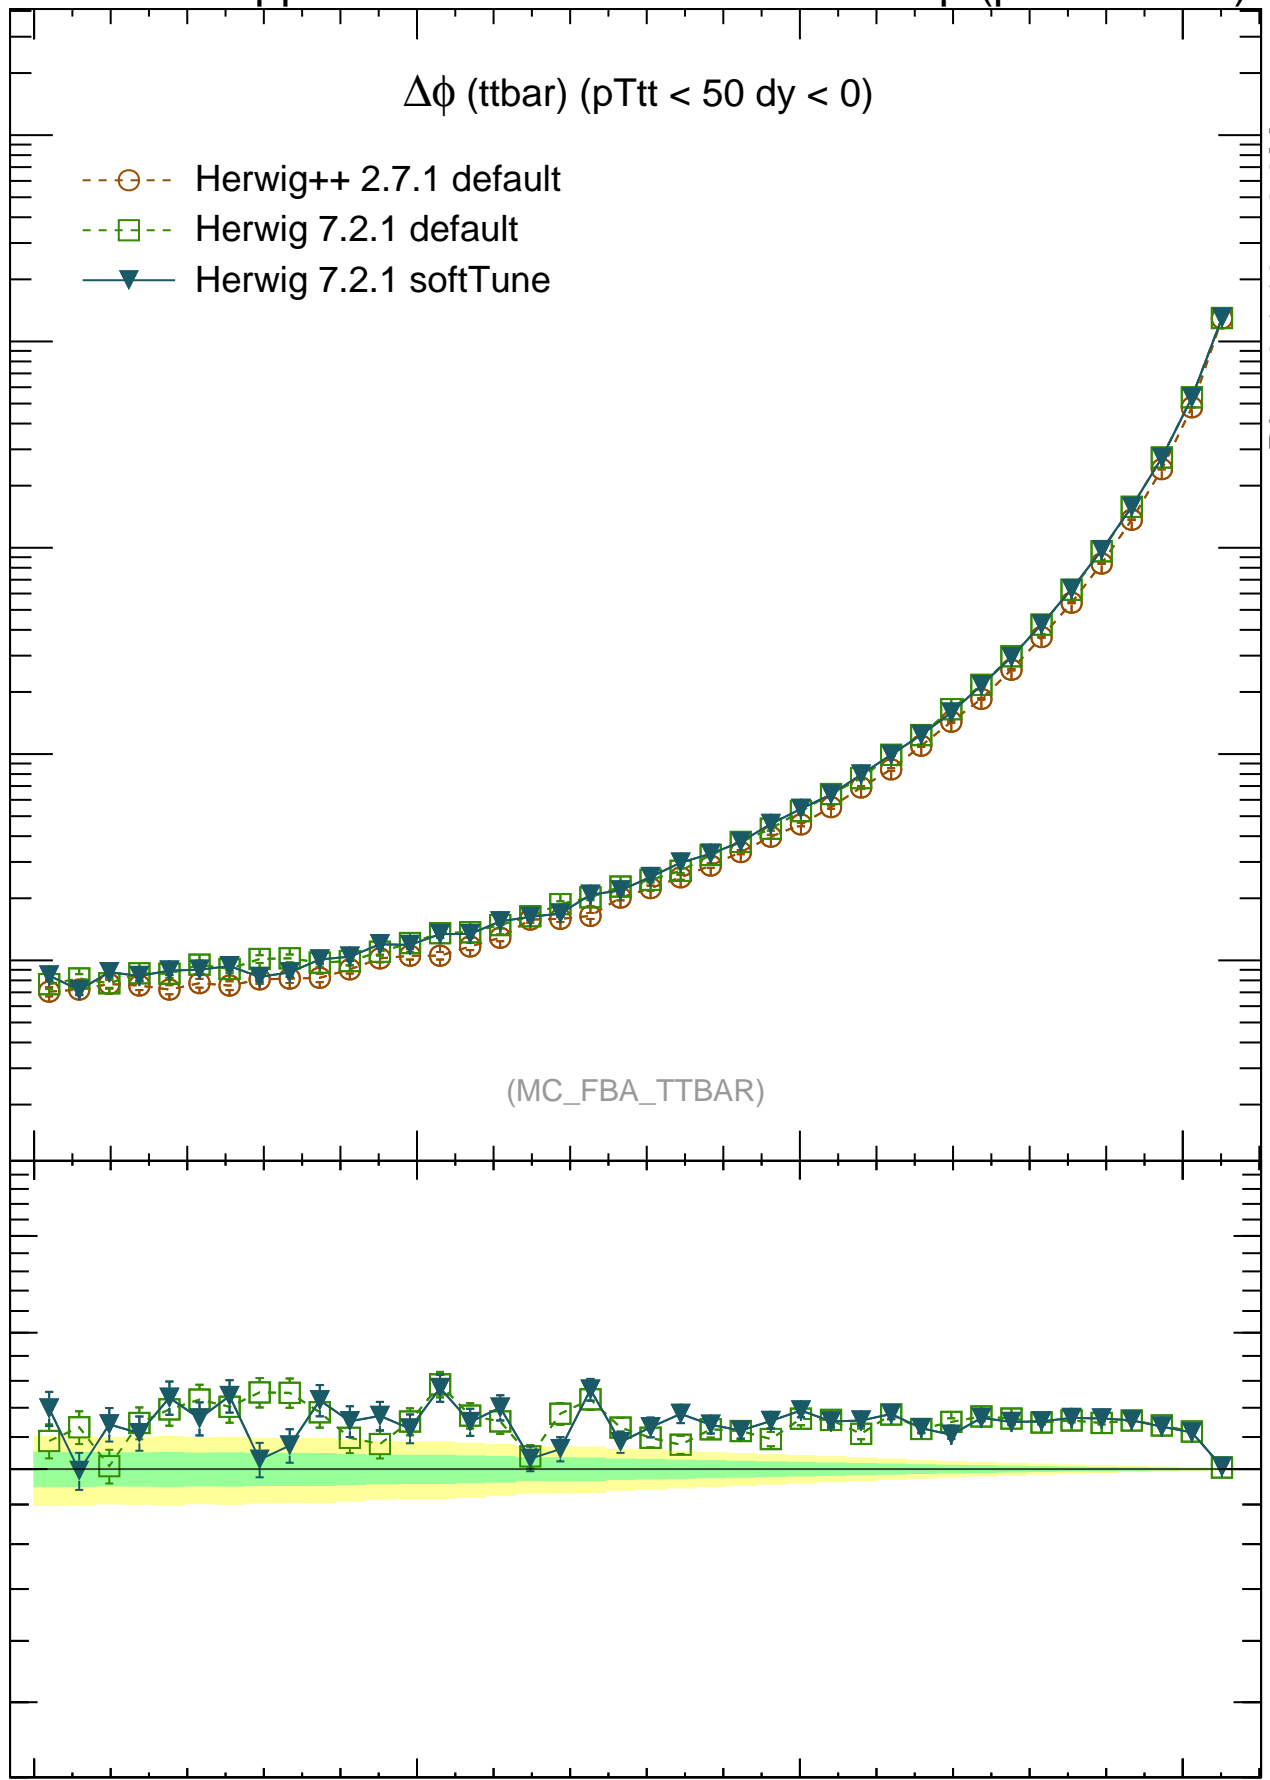 Δϕ (ttbar) (pTtt < 50 dy < 0)
Herwig++ 2.7.1 default
Herwig 7.2.1 default
Herwig 7.2.1 softTune
(MC_FBA_TTBAR)